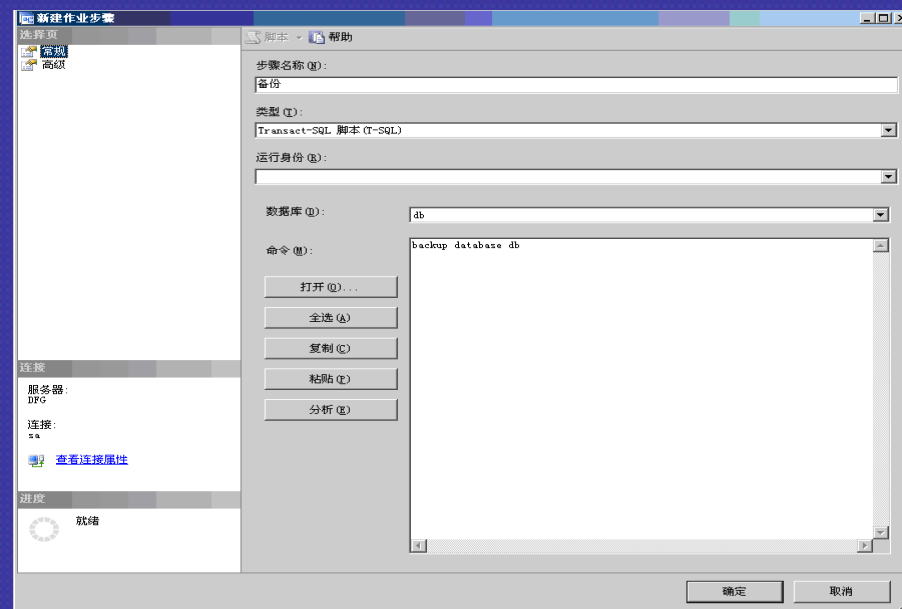 新建作业步骤
选择页
常规
高级
脚本
帮助
步骤名称(N):
备份
类型(T):
Transact-SQL 脚本(T-SQL)
运行身份(R):
数据库(D):
db
命令(M):
backup database db
打开(O)...
全选(A)
复制(C)
粘贴(P)
分析(E)
连接
服务器:
DFG
连接:
sa
查看连接属性
进度
就绪
确定
取消